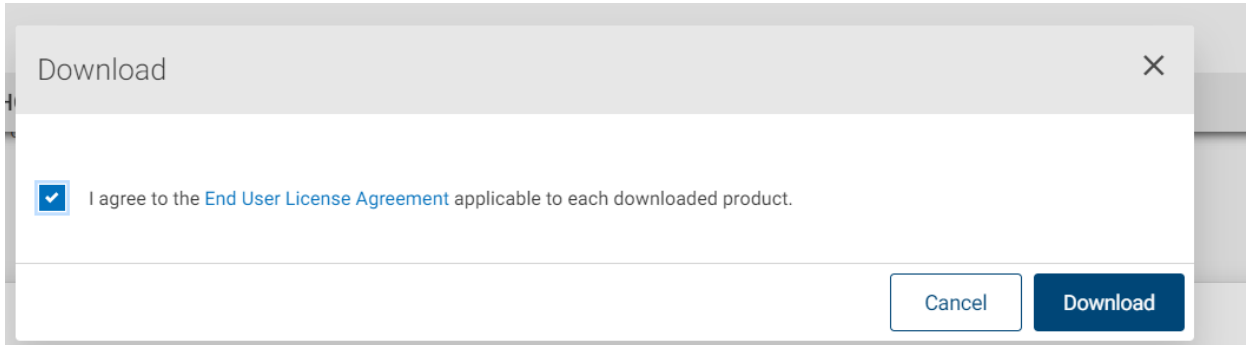 Download
I agree to the End User License Agreement applicable to each downloaded product.
Cancel
Download